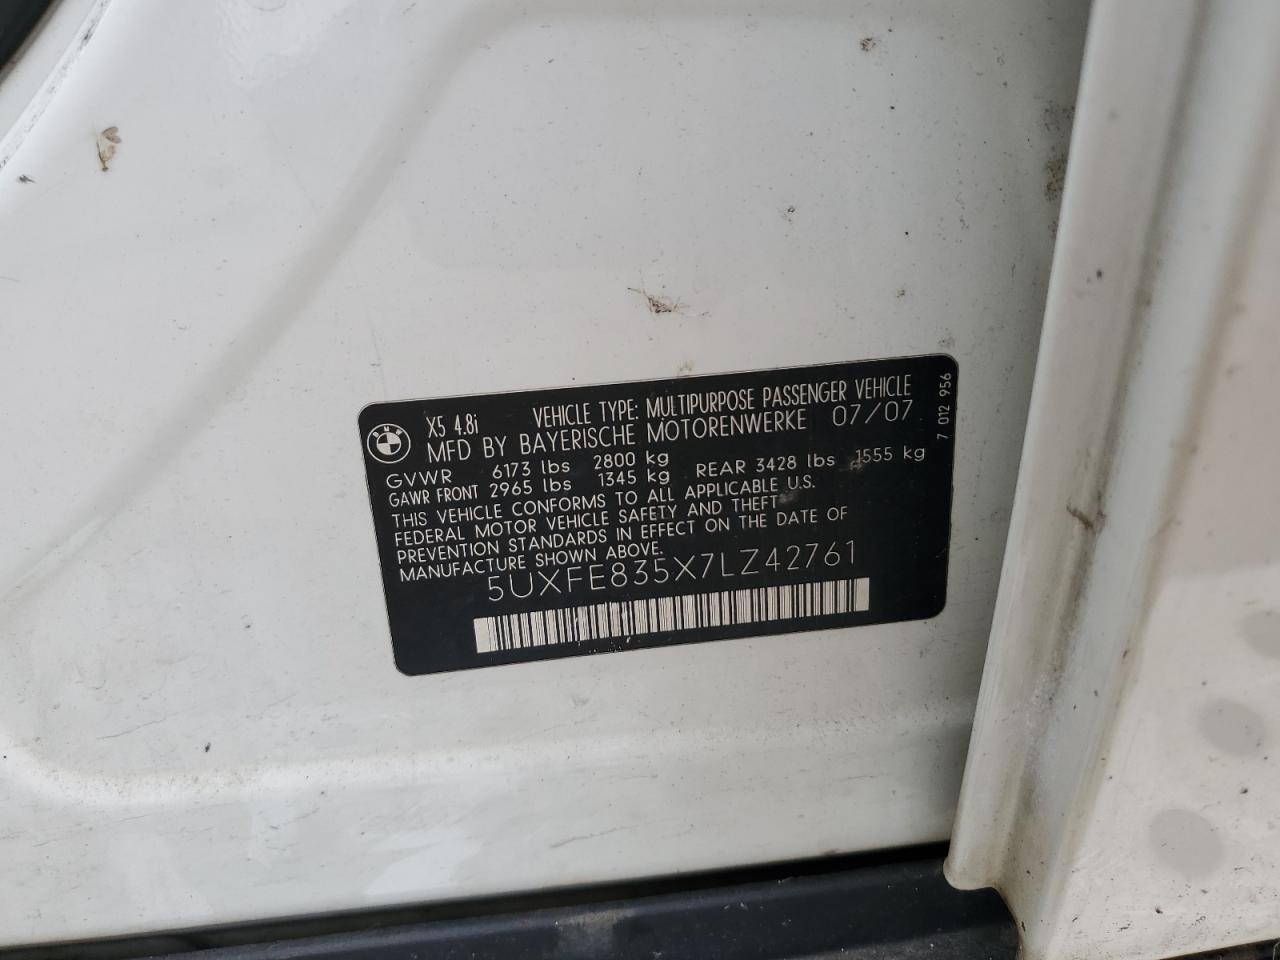 X5 4.8i VEHICLE TYPE: MULTIPURPOSE PASSENGER VEHICLE
MFD BY BAYERISCHE MOTORENWERKE 07/07
GVWR 6173 lbs 2800 kg
GAWR FRONT 2965 lbs 1345 kg REAR 3428 lbs 1555 kg
THIS VEHICLE CONFORMS TO ALL APPLICABLE U.S.
FEDERAL MOTOR VEHICLE SAFETY AND THEFT
PREVENTION STANDARDS IN EFFECT ON THE DATE OF
MANUFACTURE SHOWN ABOVE.
5UXFE835X7LZ42761
7 012 956